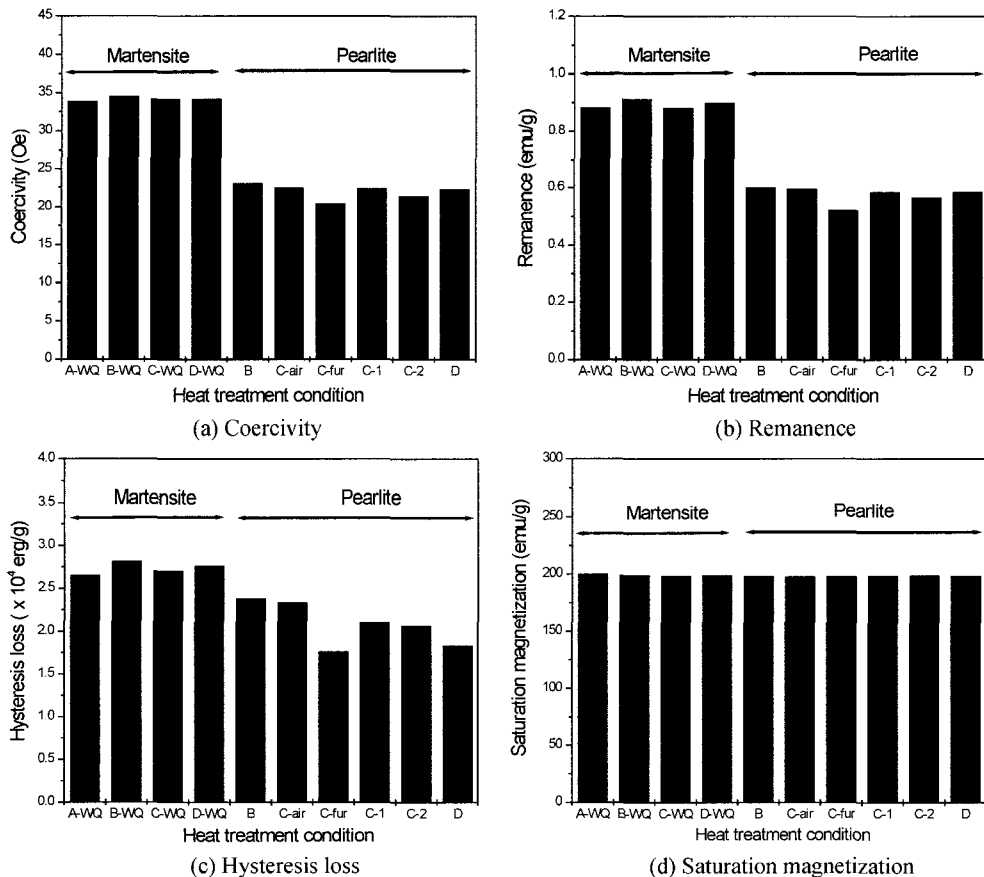 45
40
35
30
25
20
15
10
5
0
Coercivity (Oe)
Martensite
Pearlite
A-WQ B-WQ C-WQ D-WQ B C-air C-fur C-1 C-2 D
Heat treatment condition
(a) Coercivity
1.2
1.0
0.8
0.6
0.4
0.2
0.0
Remanence (emu/g)
Martensite
Pearlite
A-WQ B-WQ C-WQ D-WQ B C-air C-fur C-1 C-2 D
Heat treatment condition
(b) Remanence
4.0
3.5
3.0
2.5
2.0
1.5
1.0
0.5
0.0
Hysteresis loss ( x 10⁴ erg/g)
Martensite
Pearlite
A-WQ B-WQ C-WQ D-WQ B C-air C-fur C-1 C-2 D
Heat treatment condition
(c) Hysteresis loss
300
250
200
150
100
50
0
Saturation magnetization (emu/g)
Martensite
Pearlite
A-WQ B-WQ C-WQ D-WQ B C-air C-fur C-1 C-2 D
Heat treatment condition
(d) Saturation magnetization